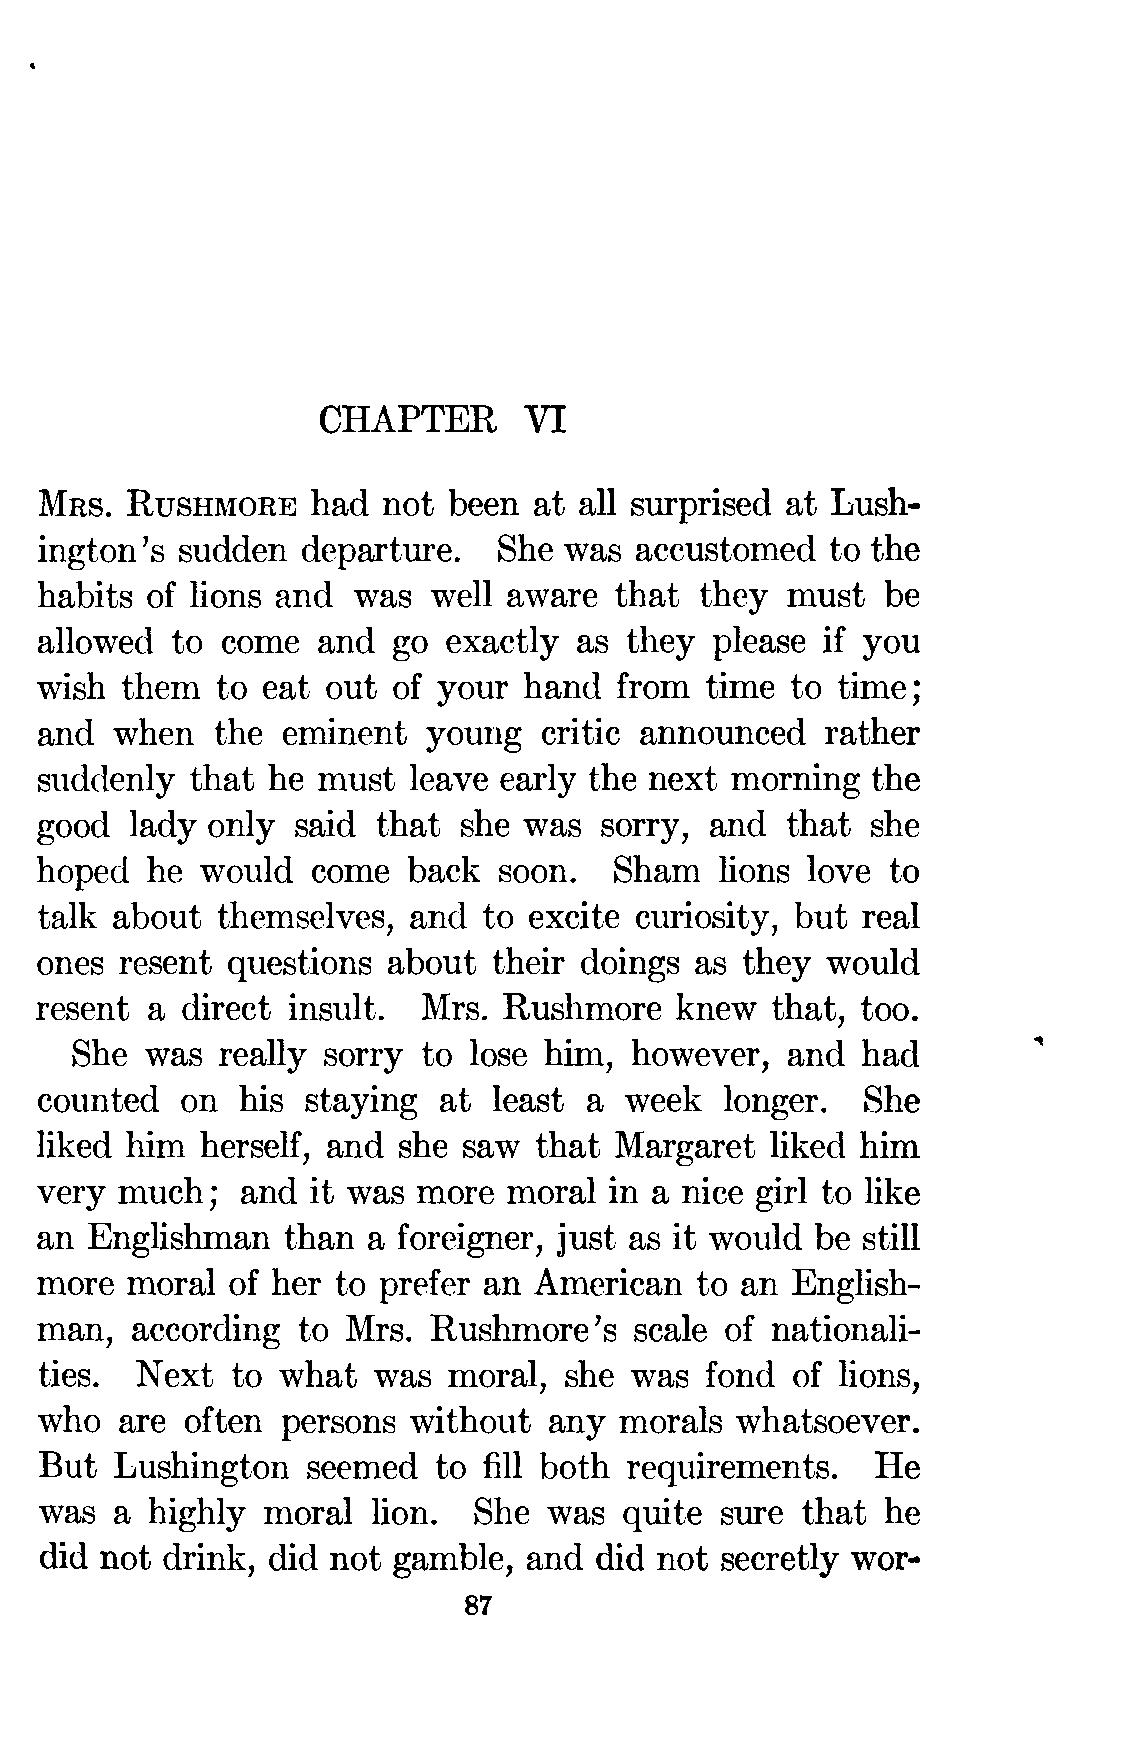 CHAPTER VI
MRS. RUSHMORE had not been at all surprised at Lush-
ington's sudden departure. She was accustomed to the
habits of lions and was well aware that they must be
allowed to come and go exactly as they please if you
wish them to eat out of your hand from time to time;
and when the eminent young critic announced rather
suddenly that he must leave early the next morning the
good lady only said that she was sorry, and that she
hoped he would come back soon. Sham lions love to
talk about themselves, and to excite curiosity, but real
ones resent questions about their doings as they would
resent a direct insult. Mrs. Rushmore knew that, too.
She was really sorry to lose him, however, and had
counted on his staying at least a week longer. She
liked him herself, and she saw that Margaret liked him
very much; and it was more moral in a nice girl to like
an Englishman than a foreigner, just as it would be still
more moral of her to prefer an American to an English-
man, according to Mrs. Rushmore's scale of nationali-
ties. Next to what was moral, she was fond of lions,
who are often persons without any morals whatsoever.
But Lushington seemed to fill both requirements. He
was a highly moral lion. She was quite sure that he
did not drink, did not gamble, and did not secretly wor-
87